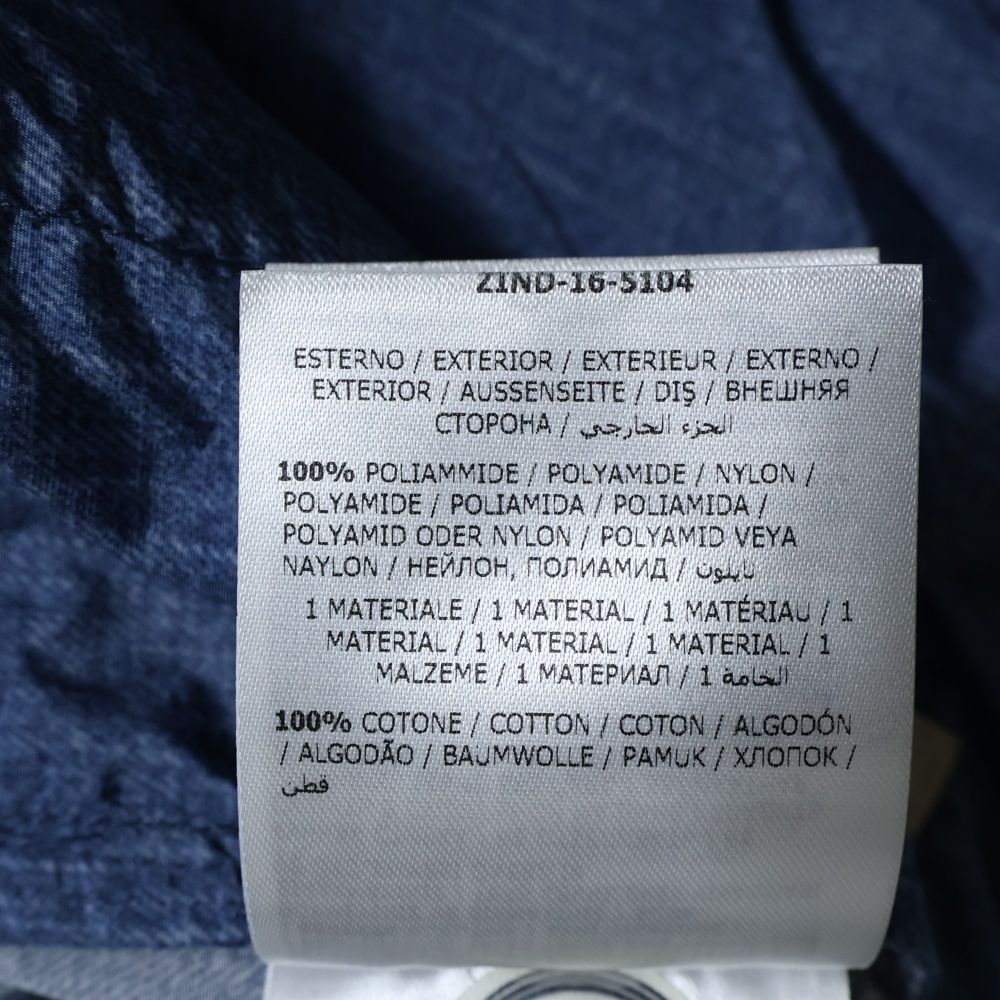 ZIND-16-5104
ESTERNO / EXTERIOR / EXTERIEUR / EXTERNO /
EXTERIOR / AUSSENSEITE / DIŞ / ВНЕШНЯЯ
СТОРОНА / الجزء الخارجي
100% POLIAMMIDE / POLYAMIDE / NYLON /
POLYAMIDE / POLIAMIDA / POLIAMIDA /
POLYAMID ODER NYLON / POLYAMID VEYA
NAYLON / НЕЙЛОН, ПОЛИАМИД / نايلون
1 MATERIALE / 1 MATERIAL / 1 MATÉRIAU / 1
MATERIAL / 1 MATERIAL / 1 MATERIAL / 1
MALZEME / 1 МАТЕРИАЛ / 1 الخامة
100% COTONE / COTTON / COTON / ALGODÓN
/ ALGODÃO / BAUMWOLLE / PAMUK / ХЛОПОК /
قطن